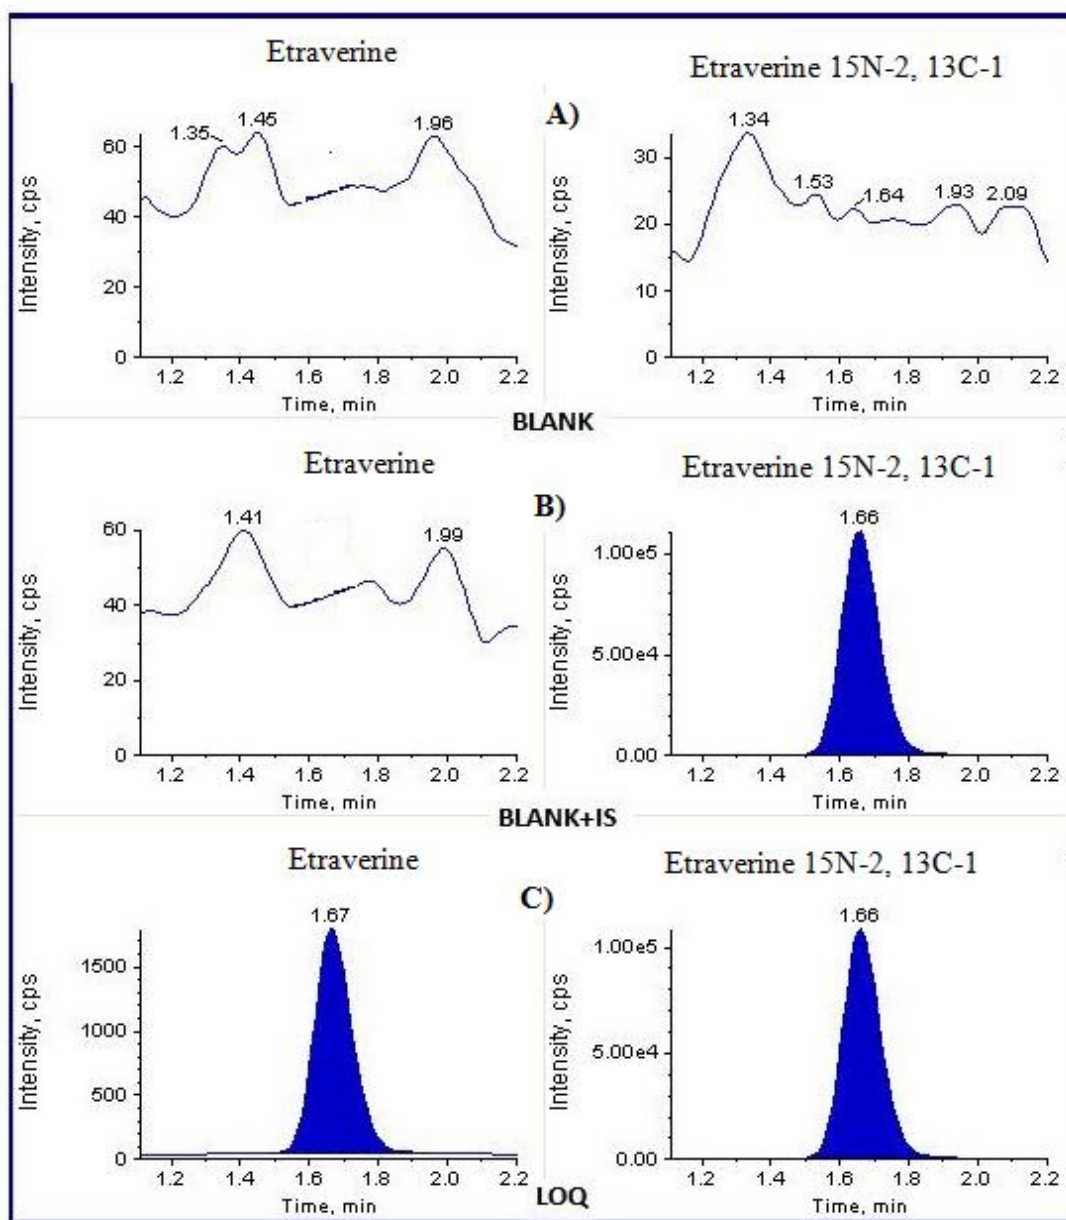 Etraverine
Etraverine 15N-2, 13C-1
A)
1.35
1.45
1.96
60
40
20
0
Intensity, cps
1.2 1.4 1.6 1.8 2.0 2.2
Time, min
1.34
1.53
1.64
1.93
2.09
30
20
10
0
Intensity, cps
1.2 1.4 1.6 1.8 2.0 2.2
Time, min
BLANK
Etraverine
Etraverine 15N-2, 13C-1
B)
1.41
1.99
60
40
20
0
Intensity, cps
1.2 1.4 1.6 1.8 2.0 2.2
Time, min
1.66
1.00e5
5.00e4
0.00
Intensity, cps
1.2 1.4 1.6 1.8 2.0 2.2
Time, min
BLANK+IS
Etraverine
Etraverine 15N-2, 13C-1
C)
1.67
1500
1000
500
0
Intensity, cps
1.2 1.4 1.6 1.8 2.0 2.2
Time, min
1.66
1.00e5
5.00e4
0.00
Intensity, cps
1.2 1.4 1.6 1.8 2.0 2.2
Time, min
LOQ